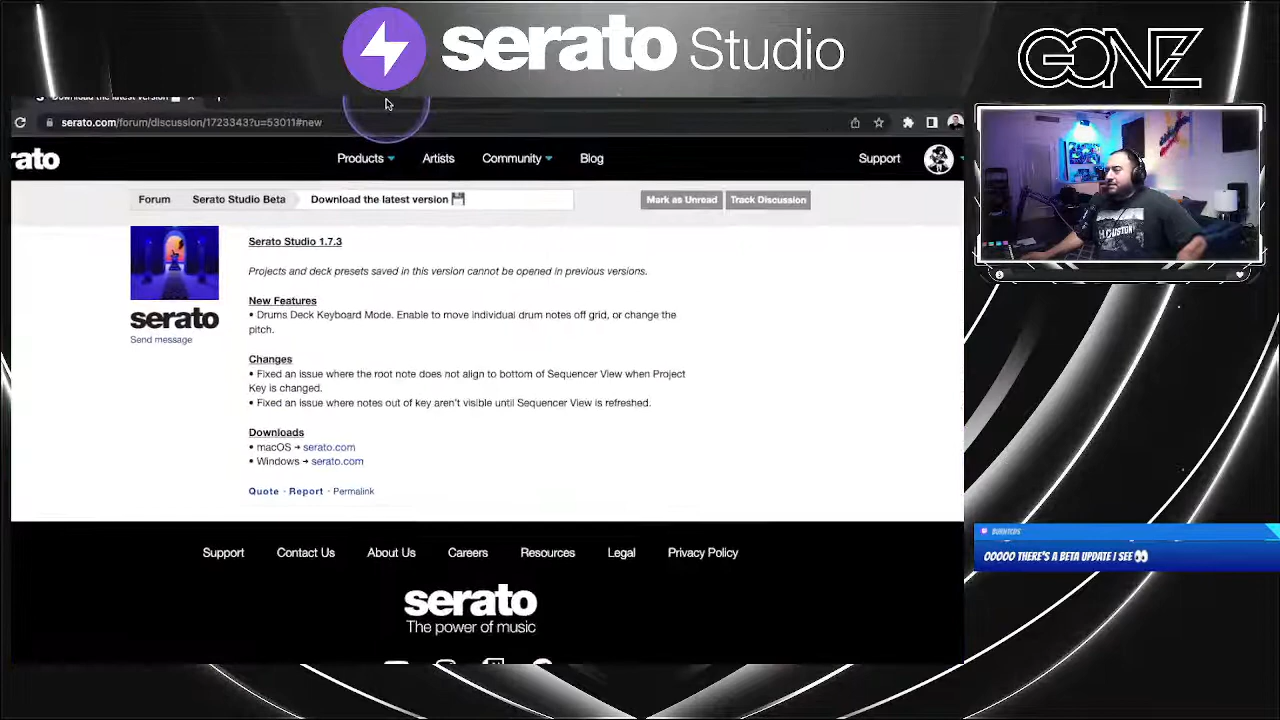 serato Studio
GONZ
Download the latest version
serato.com/forum/discussion/1723343?u=53011#new
rato
Products
Artists
Community
Blog
Support
Forum
Serato Studio Beta
Download the latest version 💾
Mark as Unread
Track Discussion
Serato Studio 1.7.3
Projects and deck presets saved in this version cannot be opened in previous versions.
serato
Send message
New Features
• Drums Deck Keyboard Mode. Enable to move individual drum notes off grid, or change the
pitch.
Changes
• Fixed an issue where the root note does not align to bottom of Sequencer View when Project
Key is changed.
• Fixed an issue where notes out of key aren't visible until Sequencer View is refreshed.
Downloads
• macOS → serato.com
• Windows → serato.com
Quote · Report · Permalink
Support
Contact Us
About Us
Careers
Resources
Legal
Privacy Policy
serato
The power of music
BURNTCDS
OOOOO THERE'S A BETA UPDATE I SEE 👀